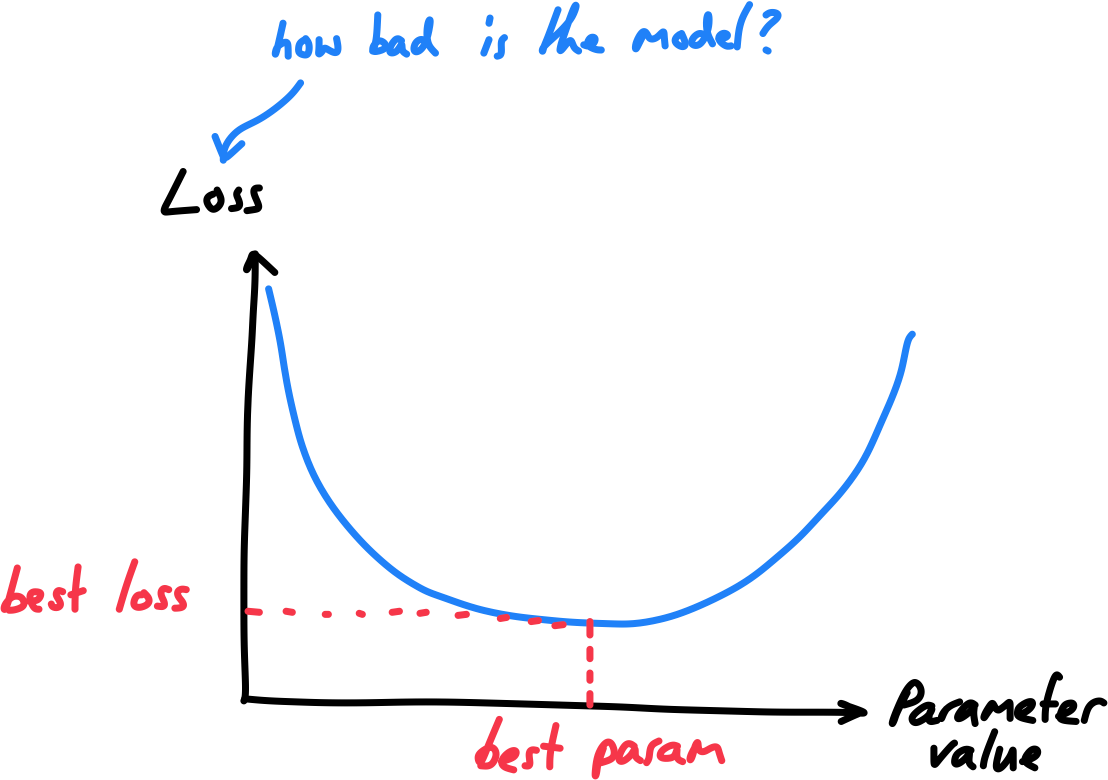 how bad is the model?
Loss
best loss
best param
Parameter
value